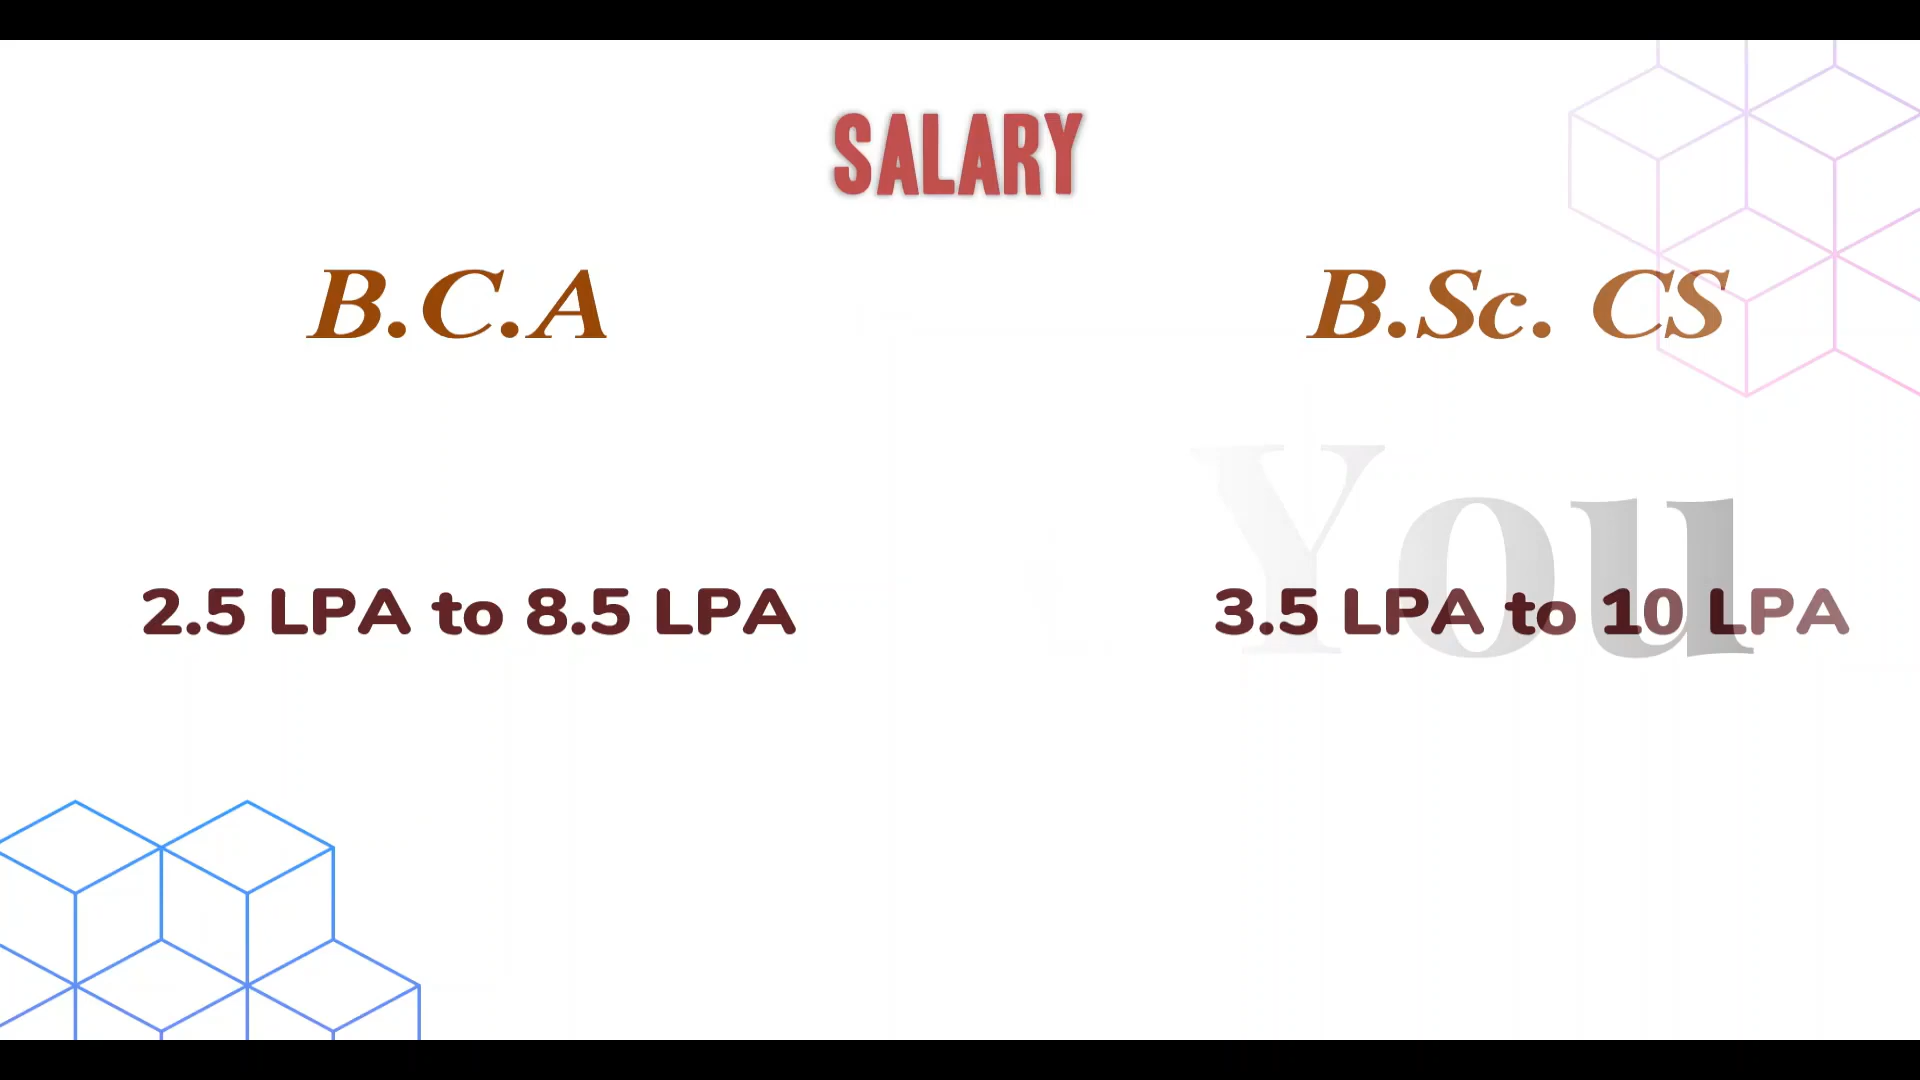 SALARY
B.C.A
B.Sc. CS
You
2.5 LPA to 8.5 LPA
3.5 LPA to 10 LPA